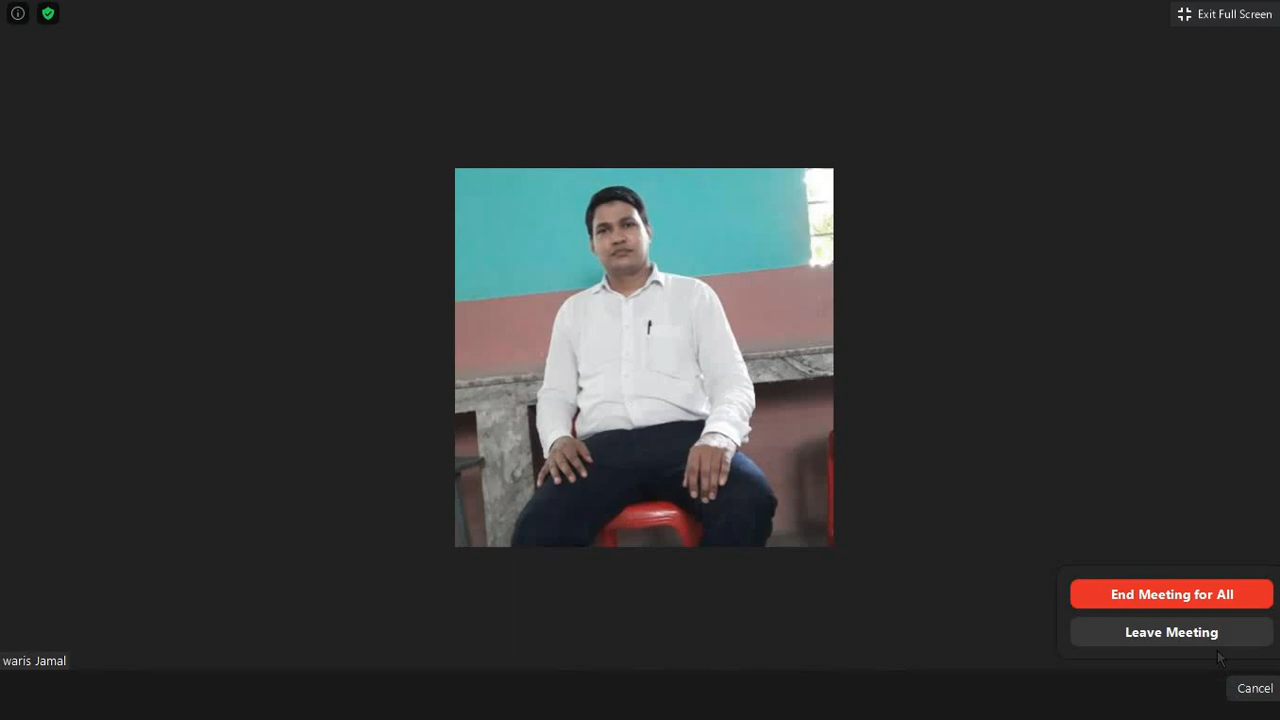 Exit Full Screen
End Meeting for All
Leave Meeting
waris Jamal
Cancel